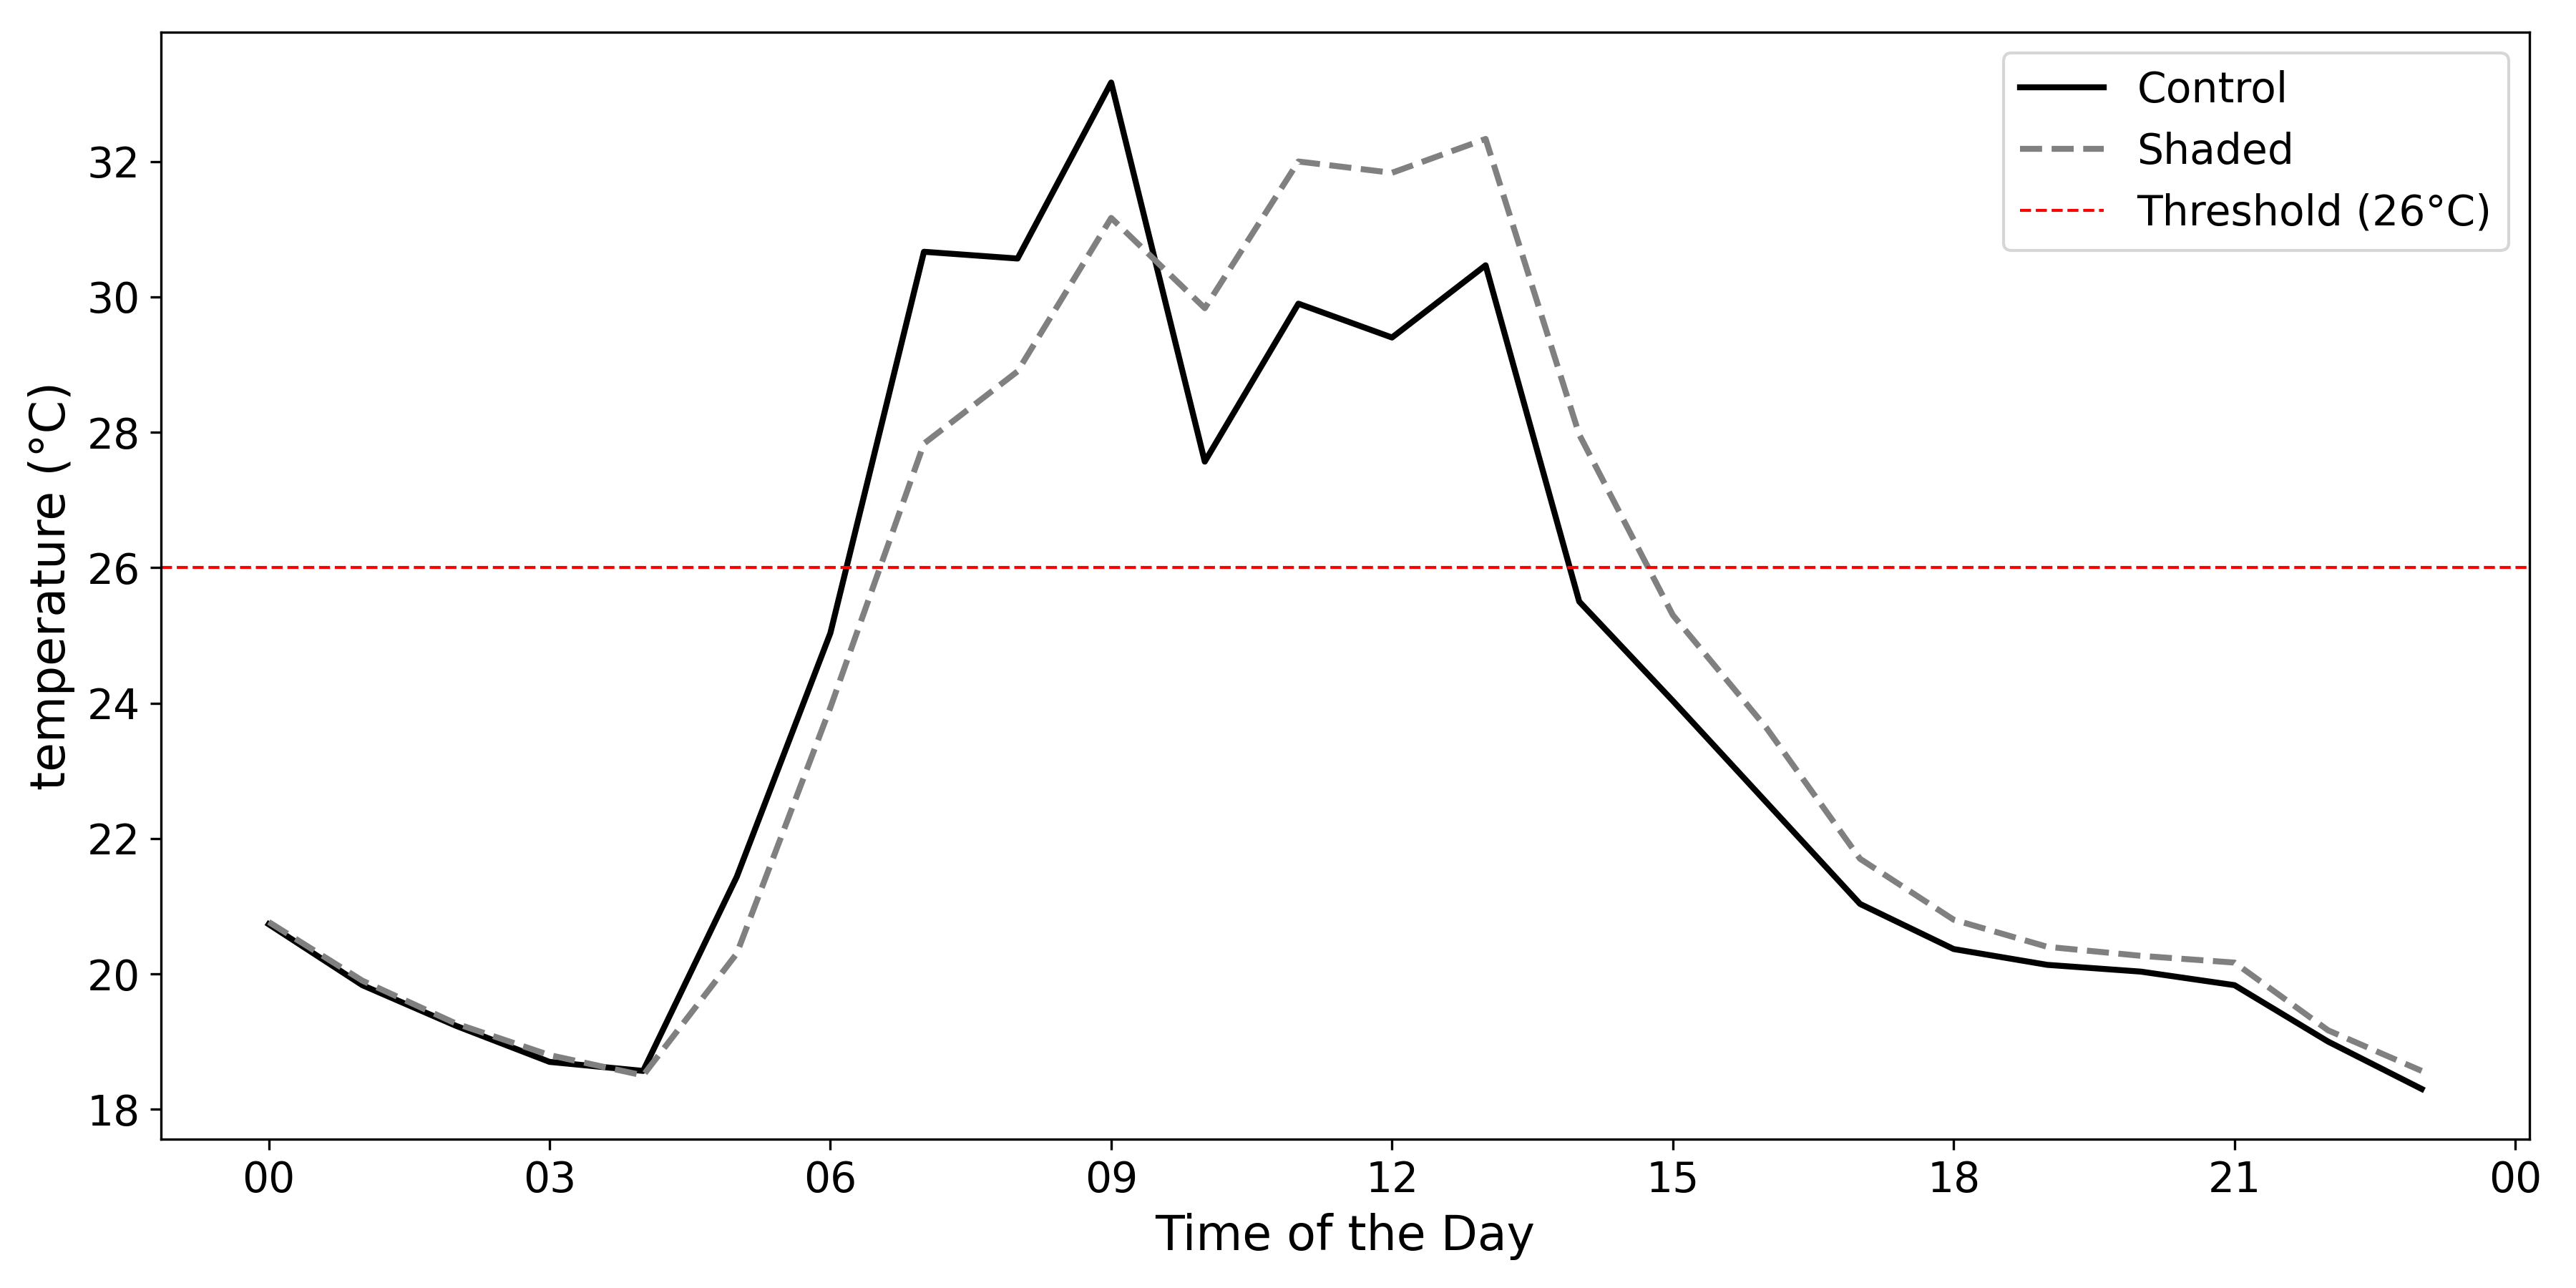 Control
Shaded
Threshold (26°C)
temperature (°C)
32
30
28
26
24
22
20
18
00 03 06 09 12 15 18 21 00
Time of the Day